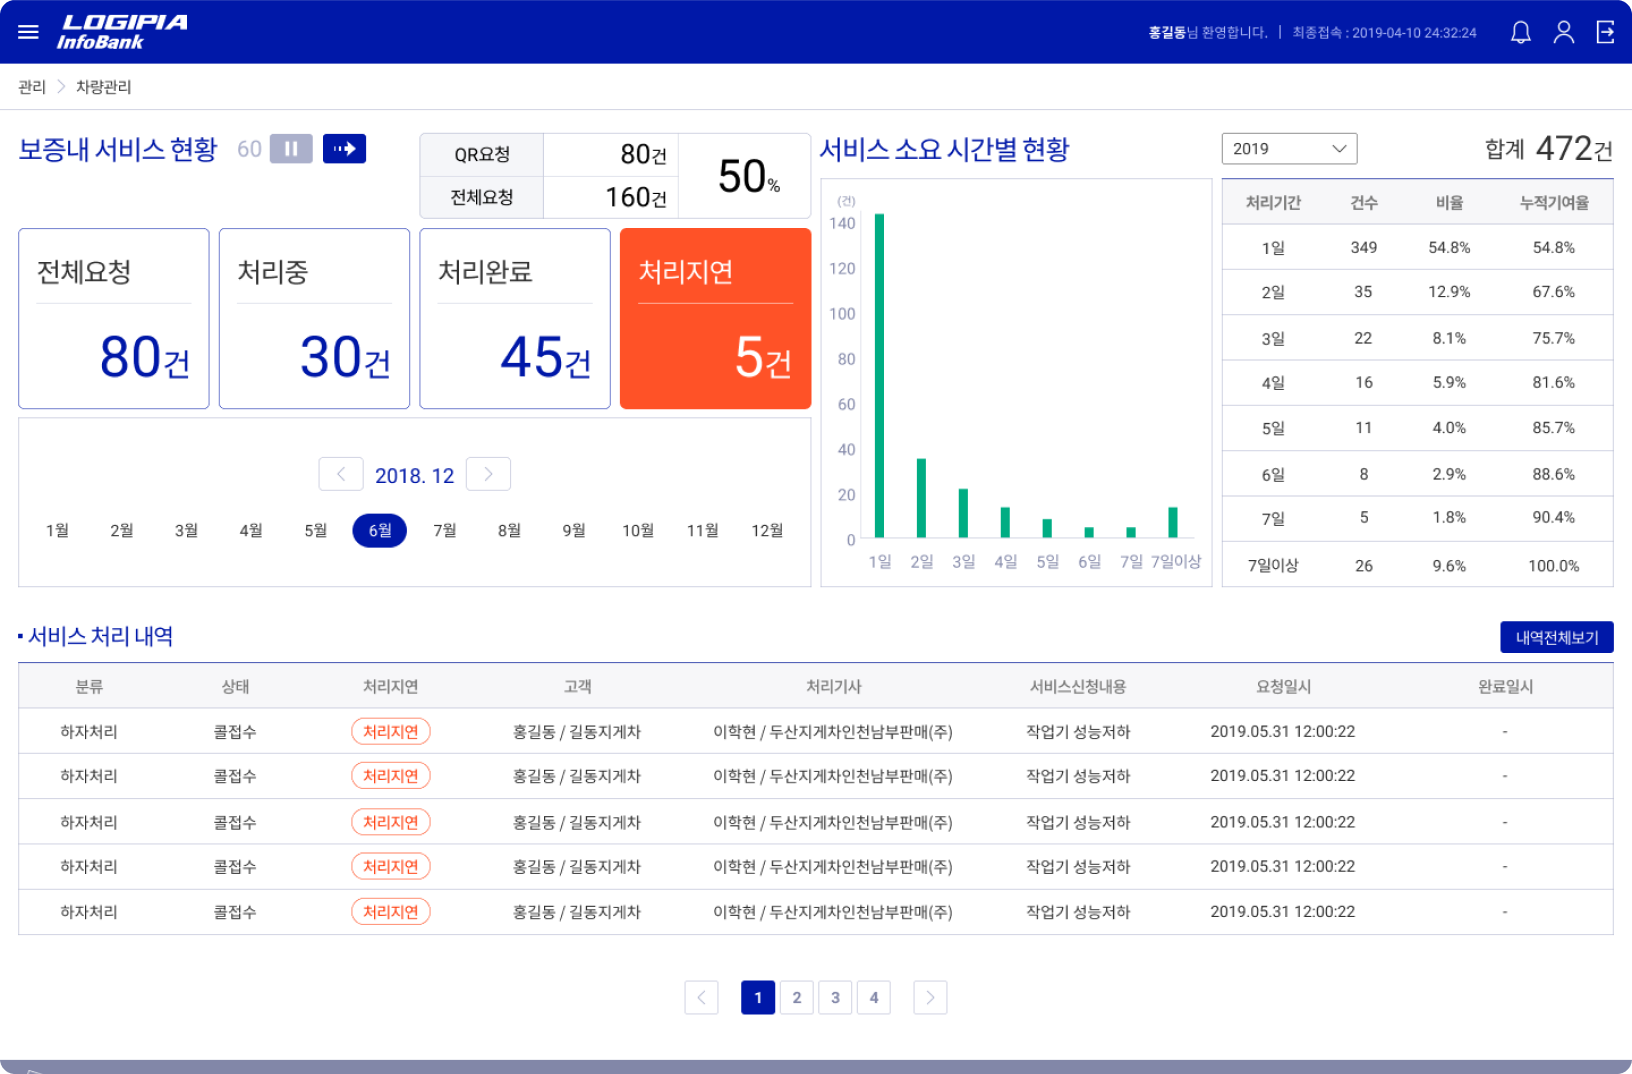 LOGIPIA
InfoBank
홍길동님 환영합니다. | 최종접속 : 2019-04-10 24:32:24
관리 > 차량관리
보증내 서비스 현황 60
QR요청 80건
전체요청 160건
50%
전체요청
80건
처리중
30건
처리완료
45건
처리지연
5건
2018. 12
1월 2월 3월 4월 5월 6월 7월 8월 9월 10월 11월 12월
서비스 소요 시간별 현황
(건)
140
120
100
80
60
40
20
0
1일 2일 3일 4일 5일 6일 7일 7일이상
2019
합계 472건
처리기간 건수 비율 누적기여율
1일 349 54.8% 54.8%
2일 35 12.9% 67.6%
3일 22 8.1% 75.7%
4일 16 5.9% 81.6%
5일 11 4.0% 85.7%
6일 8 2.9% 88.6%
7일 5 1.8% 90.4%
7일이상 26 9.6% 100.0%
서비스 처리 내역
내역전체보기
분류 상태 처리지연 고객 처리기사 서비스신청내용 요청일시 완료일시
하자처리 콜접수 처리지연 홍길동 / 길동지게차 이학현 / 두산지게차인천남부판매(주) 작업기 성능저하 2019.05.31 12:00:22 -
하자처리 콜접수 처리지연 홍길동 / 길동지게차 이학현 / 두산지게차인천남부판매(주) 작업기 성능저하 2019.05.31 12:00:22 -
하자처리 콜접수 처리지연 홍길동 / 길동지게차 이학현 / 두산지게차인천남부판매(주) 작업기 성능저하 2019.05.31 12:00:22 -
하자처리 콜접수 처리지연 홍길동 / 길동지게차 이학현 / 두산지게차인천남부판매(주) 작업기 성능저하 2019.05.31 12:00:22 -
하자처리 콜접수 처리지연 홍길동 / 길동지게차 이학현 / 두산지게차인천남부판매(주) 작업기 성능저하 2019.05.31 12:00:22 -
1 2 3 4